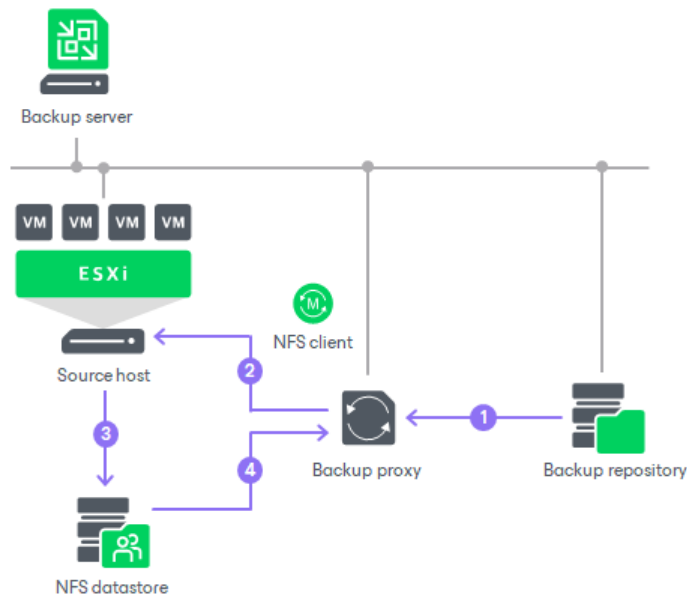 Backup server
VM VM VM VM
ESXi
M
NFS client
Source host
2
1
3
Backup proxy
Backup repository
4
NFS datastore